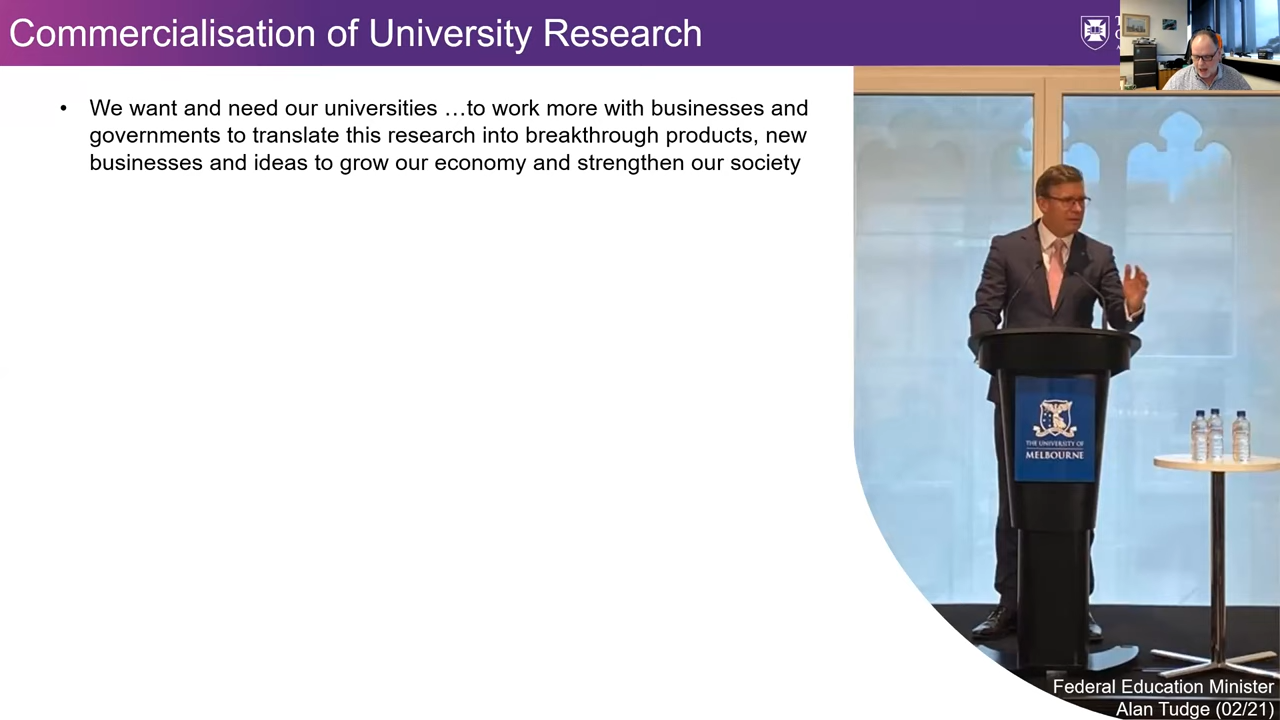 Commercialisation of University Research
• We want and need our universities …to work more with businesses and
governments to translate this research into breakthrough products, new
businesses and ideas to grow our economy and strengthen our society
THE UNIVERSITY OF
MELBOURNE
Federal Education Minister
Alan Tudge (02/21)